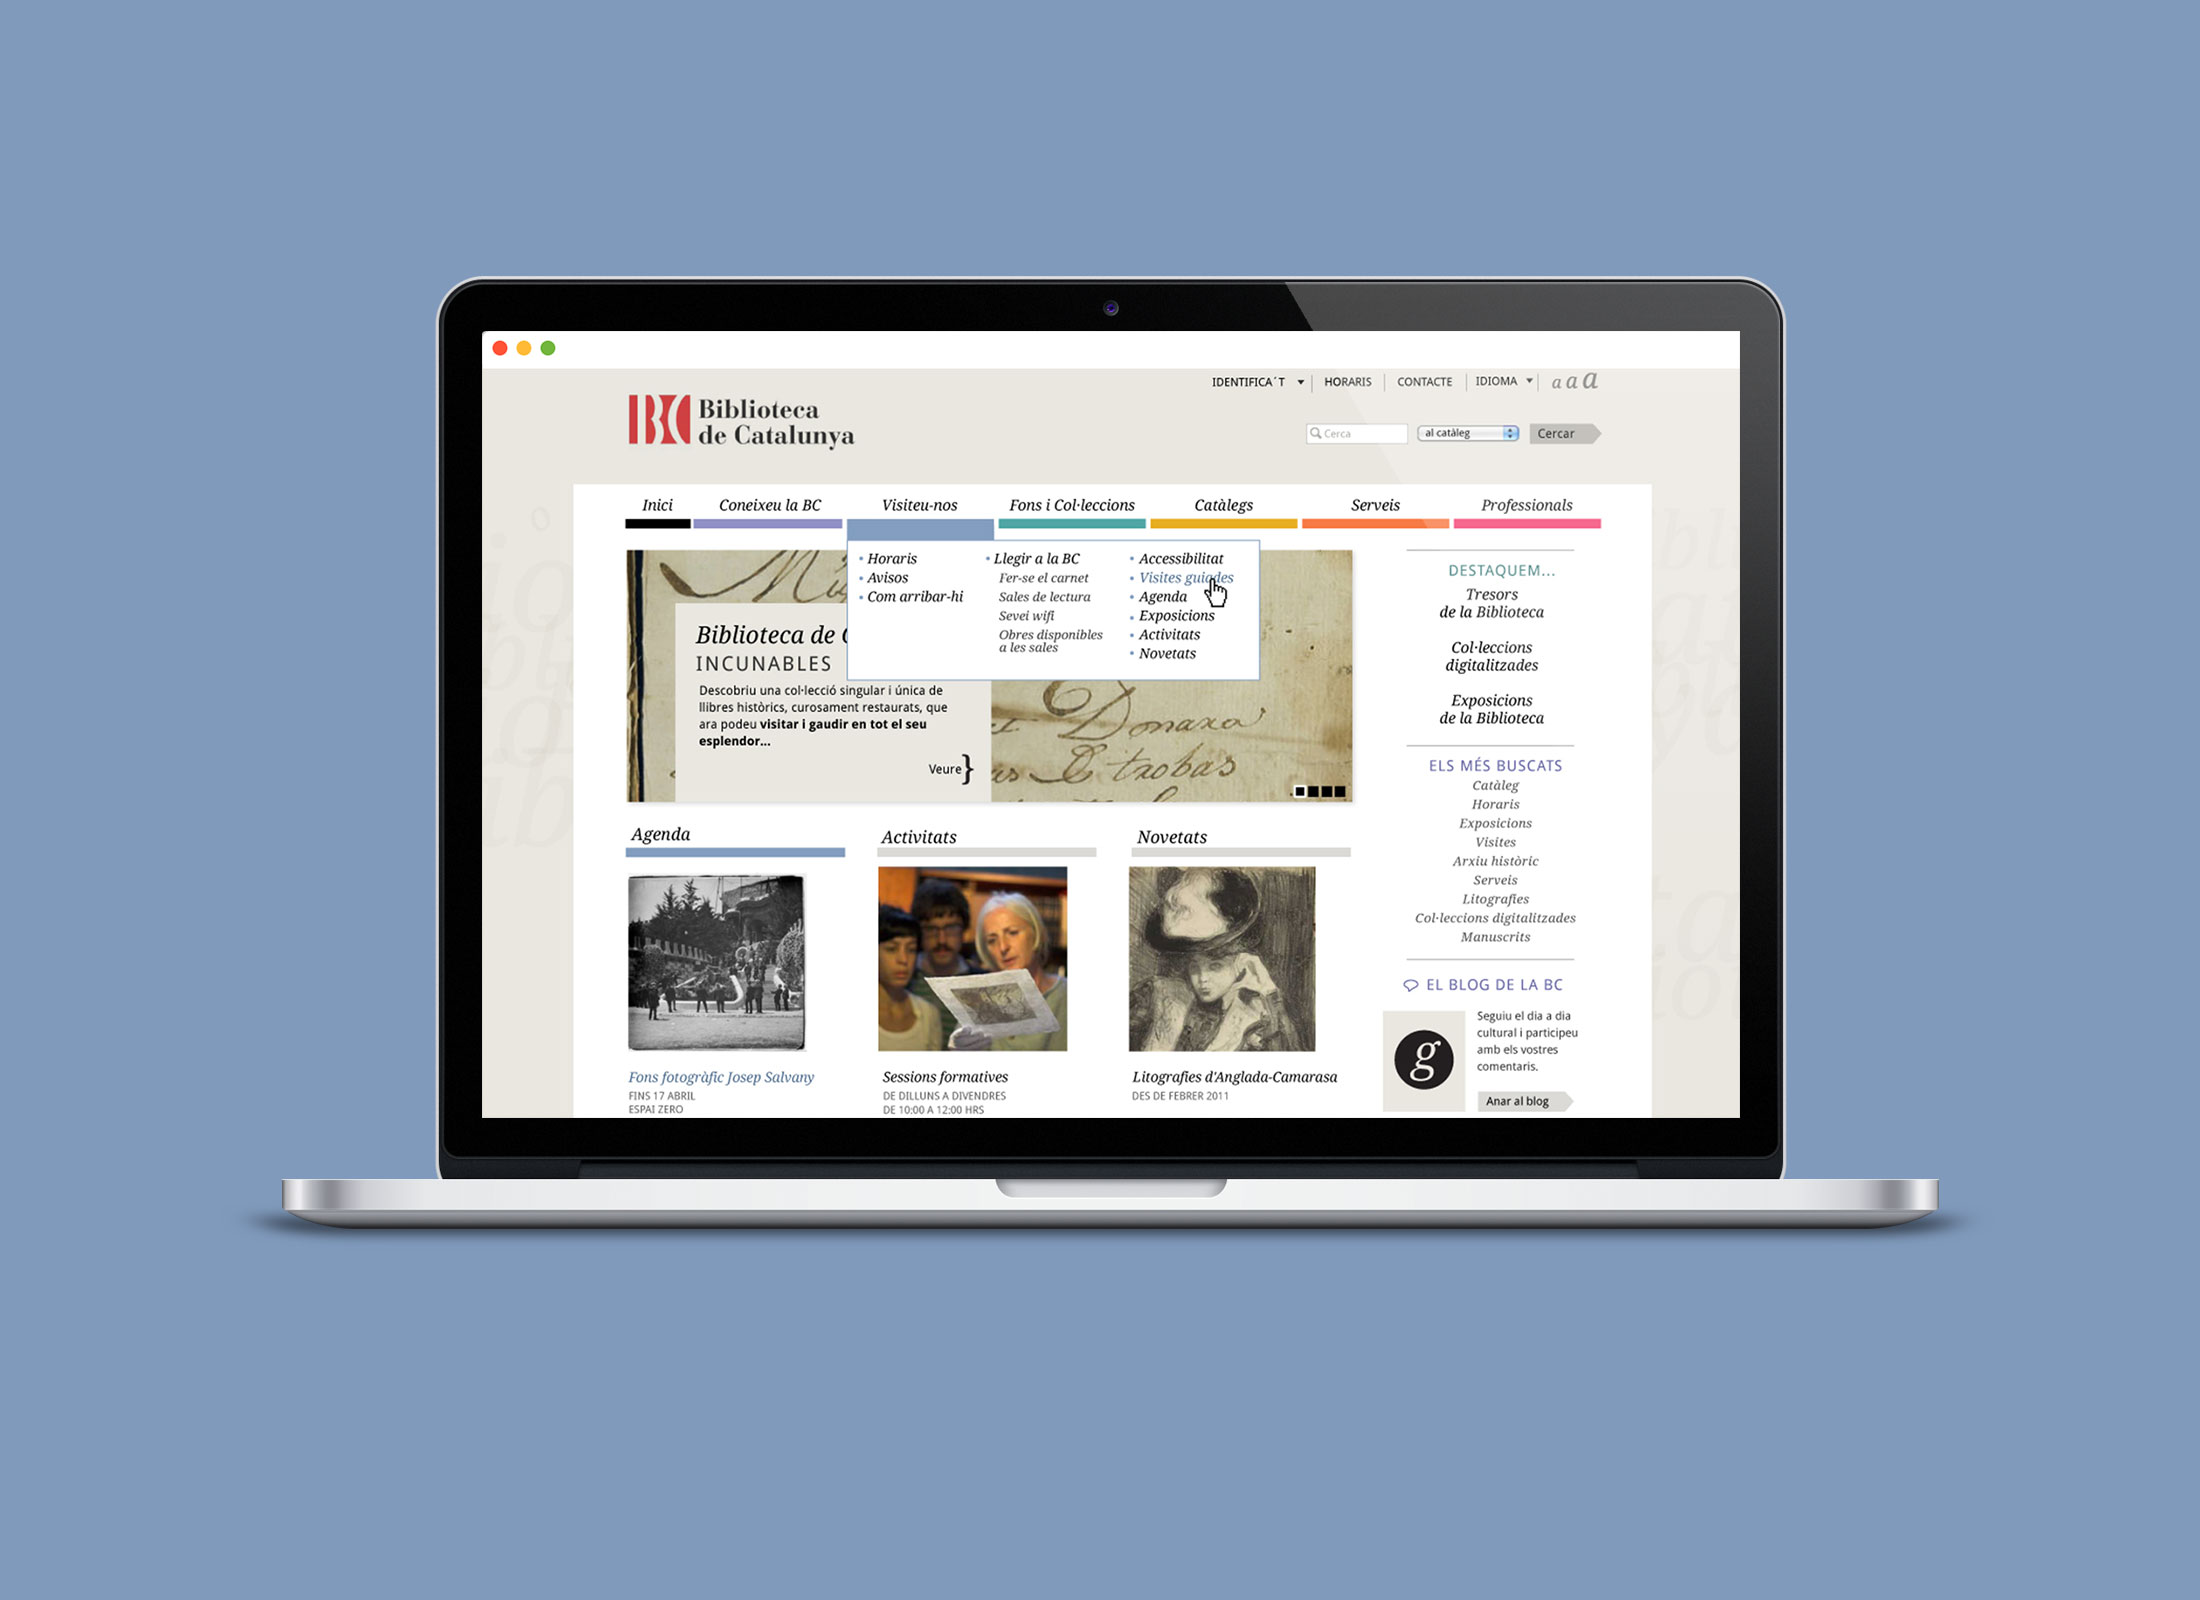 IDENTIFICA´T
HORARIS
CONTACTE
IDIOMA
a a a
BC
Biblioteca
de Catalunya
Cerca
al catàleg
Cercar
Inici
Coneixeu la BC
Visiteu-nos
Fons i Col·leccions
Catàlegs
Serveis
Professionals
• Horaris
• Avisos
• Com arribar-hi
• Llegir a la BC
Fer-se el carnet
Sales de lectura
Sevei wifi
Obres disponibles
a les sales
• Accessibilitat
• Visites guiades
• Agenda
• Exposicions
• Activitats
• Novetats
Biblioteca de
INCUNABLES
Descobriu una col·lecció singular i única de
llibres històrics, curosament restaurats, que
ara podeu visitar i gaudir en tot el seu
esplendor...
Veure}
Agenda
Fons fotogràfic Josep Salvany
FINS 17 ABRIL
ESPAI ZERO
Activitats
Sessions formatives
DE DILLUNS A DIVENDRES
DE 10:00 A 12:00 HRS
Novetats
Litografies d'Anglada-Camarasa
DES DE FEBRER 2011
DESTAQUEM...
Tresors
de la Biblioteca
Col·leccions
digitalitzades
Exposicions
de la Biblioteca
ELS MÉS BUSCATS
Catàleg
Horaris
Exposicions
Visites
Arxiu històric
Serveis
Litografies
Col·leccions digitalitzades
Manuscrits
EL BLOG DE LA BC
g
Seguiu el dia a dia
cultural i participeu
amb els vostres
comentaris.
Anar al blog